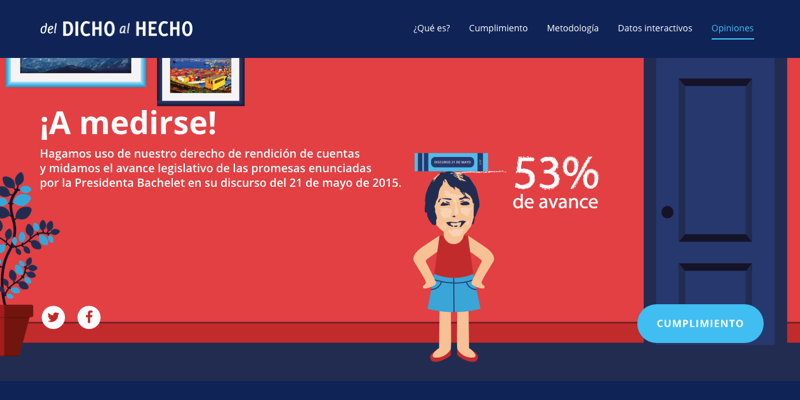 del DICHO al HECHO
¿Qué es?
Cumplimiento
Metodología
Datos interactivos
Opiniones
¡A medirse!
Hagamos uso de nuestro derecho de rendición de cuentas
y midamos el avance legislativo de las promesas enunciadas
por la Presidenta Bachelet en su discurso del 21 de mayo de 2015.
DISCURSO 21 DE MAYO
53%
de avance
CUMPLIMIENTO